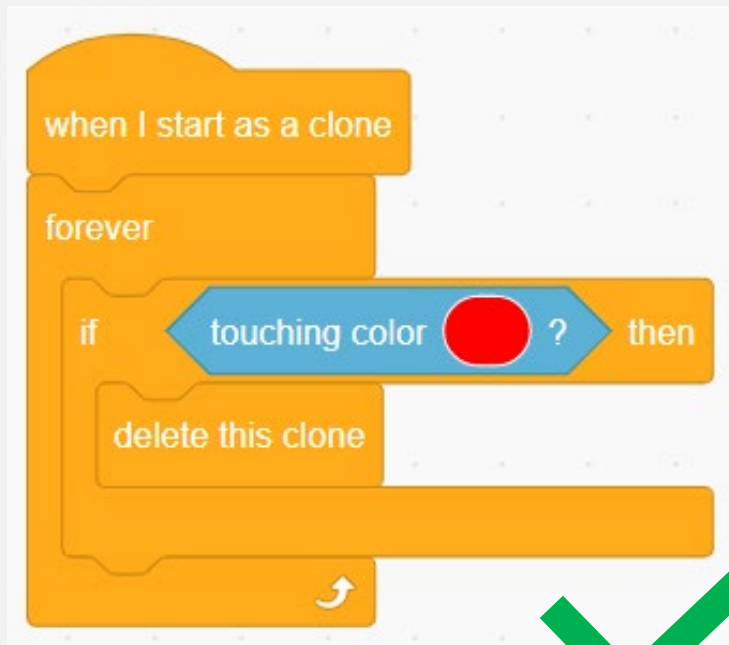 when I start as a clone
forever
if touching color ? then
delete this clone